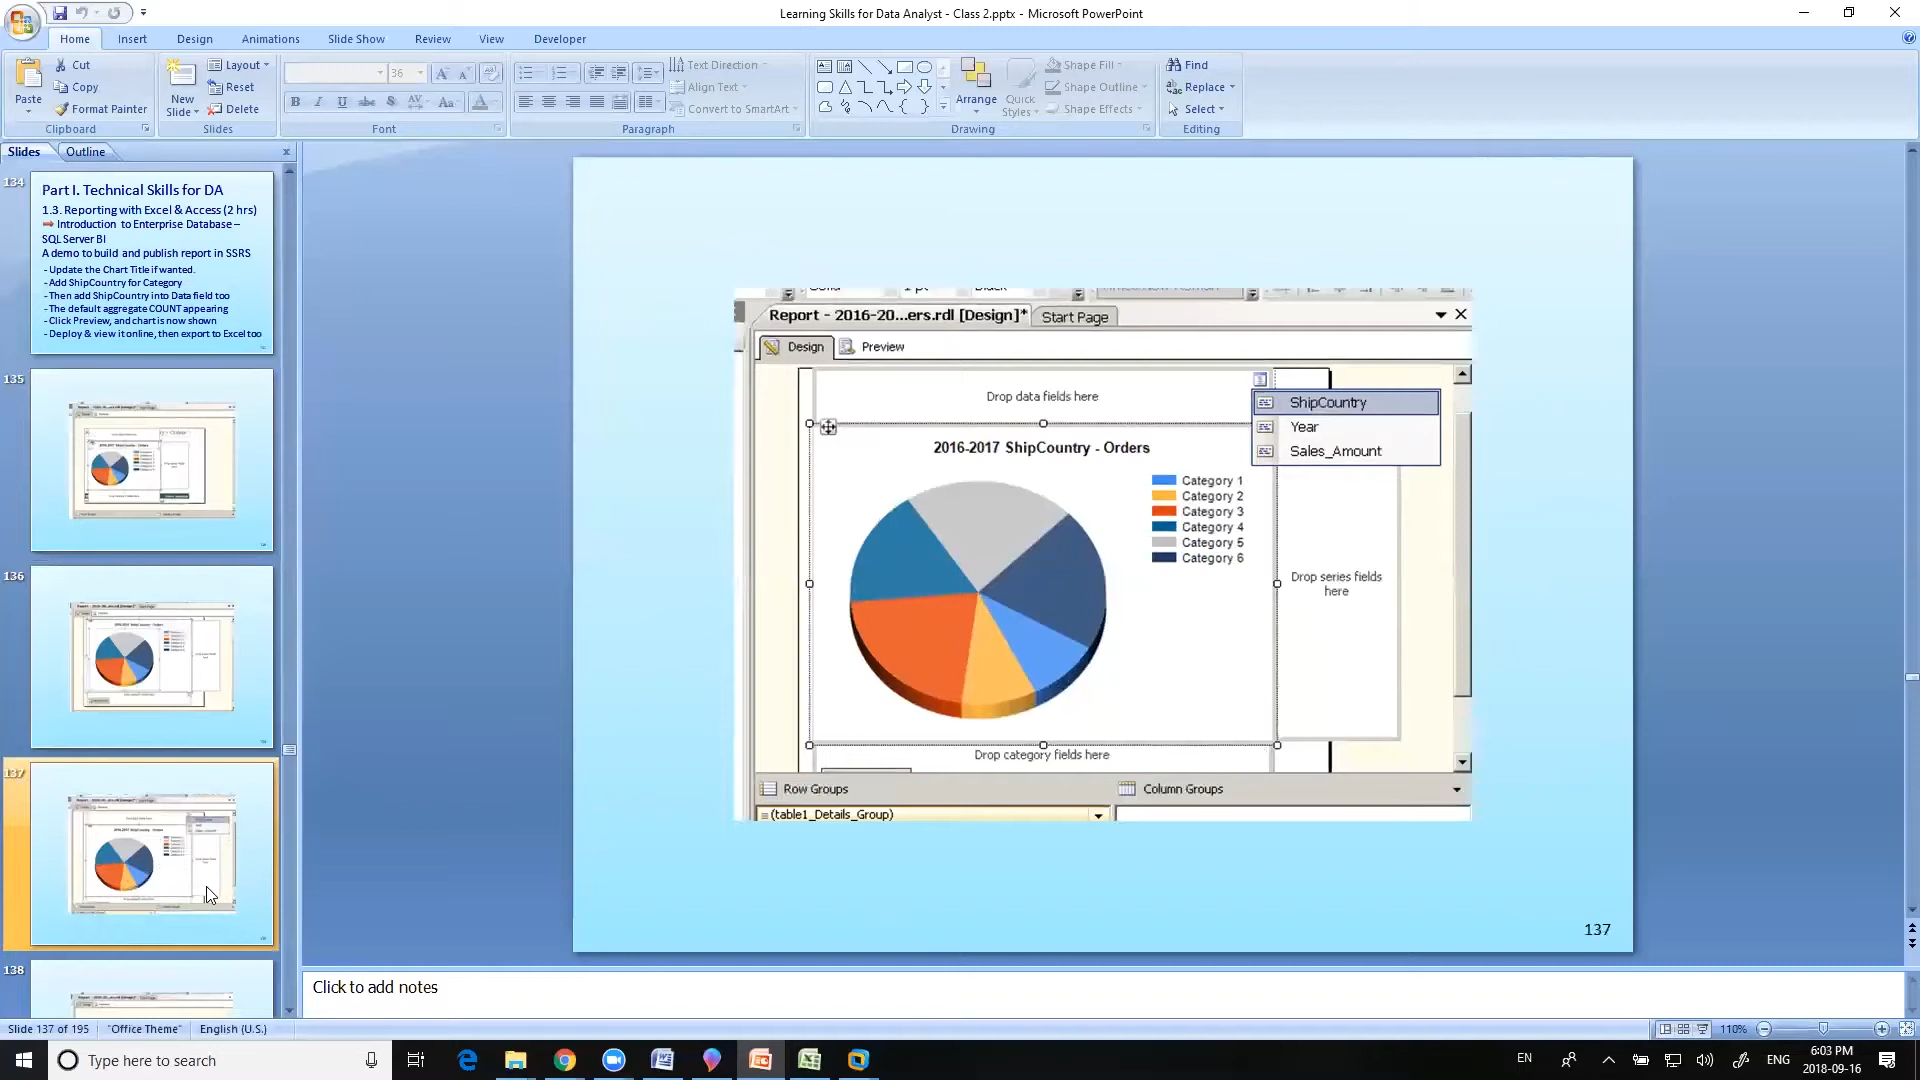 Learning Skills for Data Analyst - Class 2.pptx - Microsoft PowerPoint
Home Insert Design Animations Slide Show Review View Developer
Paste
Cut
Copy
Format Painter
Clipboard
New Slide
Layout
Reset
Delete
Slides
36
Font
Paragraph
Text Direction
Align Text
Convert to SmartArt
Arrange
Quick Styles
Shape Fill
Shape Outline
Shape Effects
Drawing
Find
Replace
Select
Editing
Slides Outline
134
Part I. Technical Skills for DA
1.3. Reporting with Excel & Access (2 hrs)
Introduction to Enterprise Database –
SQL Server BI
A demo to build and publish report in SSRS
- Update the Chart Title if wanted.
- Add ShipCountry for Category
- Then add ShipCountry into Data field too
- The default aggregate COUNT appearing
- Click Preview, and chart is now shown
- Deploy & view it online, then export to Excel too
135
136
137
138
Report - 2016-20...ers.rdl [Design]* Start Page
Design Preview
Drop data fields here
ShipCountry
Year
Sales_Amount
2016-2017 ShipCountry - Orders
Category 1
Category 2
Category 3
Category 4
Category 5
Category 6
Drop series fields
here
Drop category fields here
Row Groups Column Groups
(table1_Details_Group)
137
Click to add notes
Slide 137 of 195 "Office Theme" English (U.S.) 110%
Type here to search
EN ENG
6:03 PM
2018-09-16